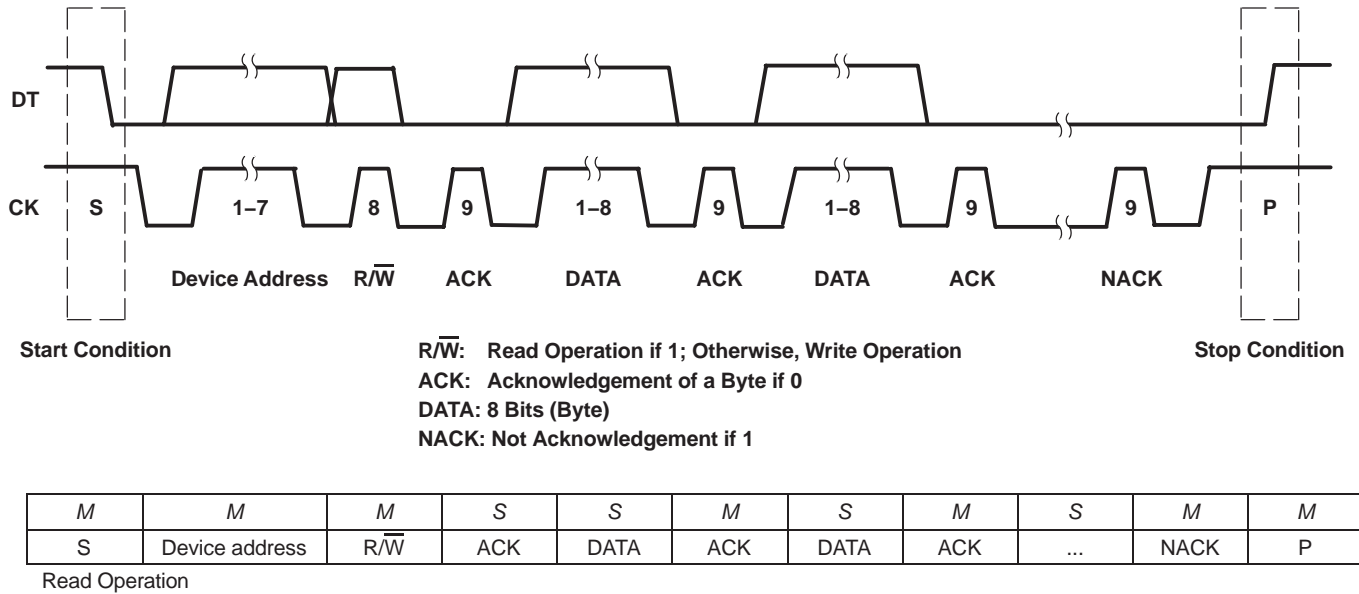 DT
CK S 1–7 8 9 1–8 9 1–8 9 9 P
Device Address R/W̅ ACK DATA ACK DATA ACK NACK
Start Condition
Stop Condition
R/W̅: Read Operation if 1; Otherwise, Write Operation
ACK: Acknowledgement of a Byte if 0
DATA: 8 Bits (Byte)
NACK: Not Acknowledgement if 1
M M M S S M S M S M M
S Device address R/W̅ ACK DATA ACK DATA ACK ... NACK P
Read Operation